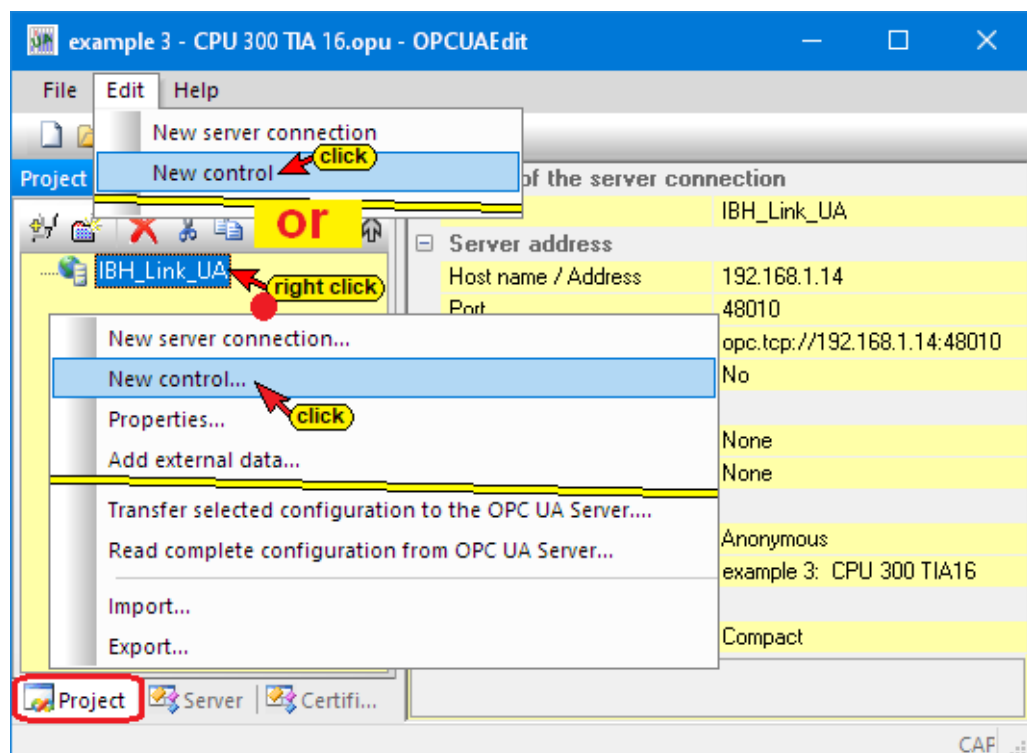 example 3 - CPU 300 TIA 16.opu - OPCUAEdit
File Edit Help
New server connection
New control
click
Project
of the server connection
or
IBH_Link_UA
Server address
IBH_Link_UA
right click
Host name / Address 192.168.1.14
Port 48010
opc.tcp://192.168.1.14:48010
No
None
None
Anonymous
example 3: CPU 300 TIA16
Compact
New server connection...
New control...
click
Properties...
Add external data...
Transfer selected configuration to the OPC UA Server....
Read complete configuration from OPC UA Server...
Import...
Export...
Project Server Certifi...
CAF